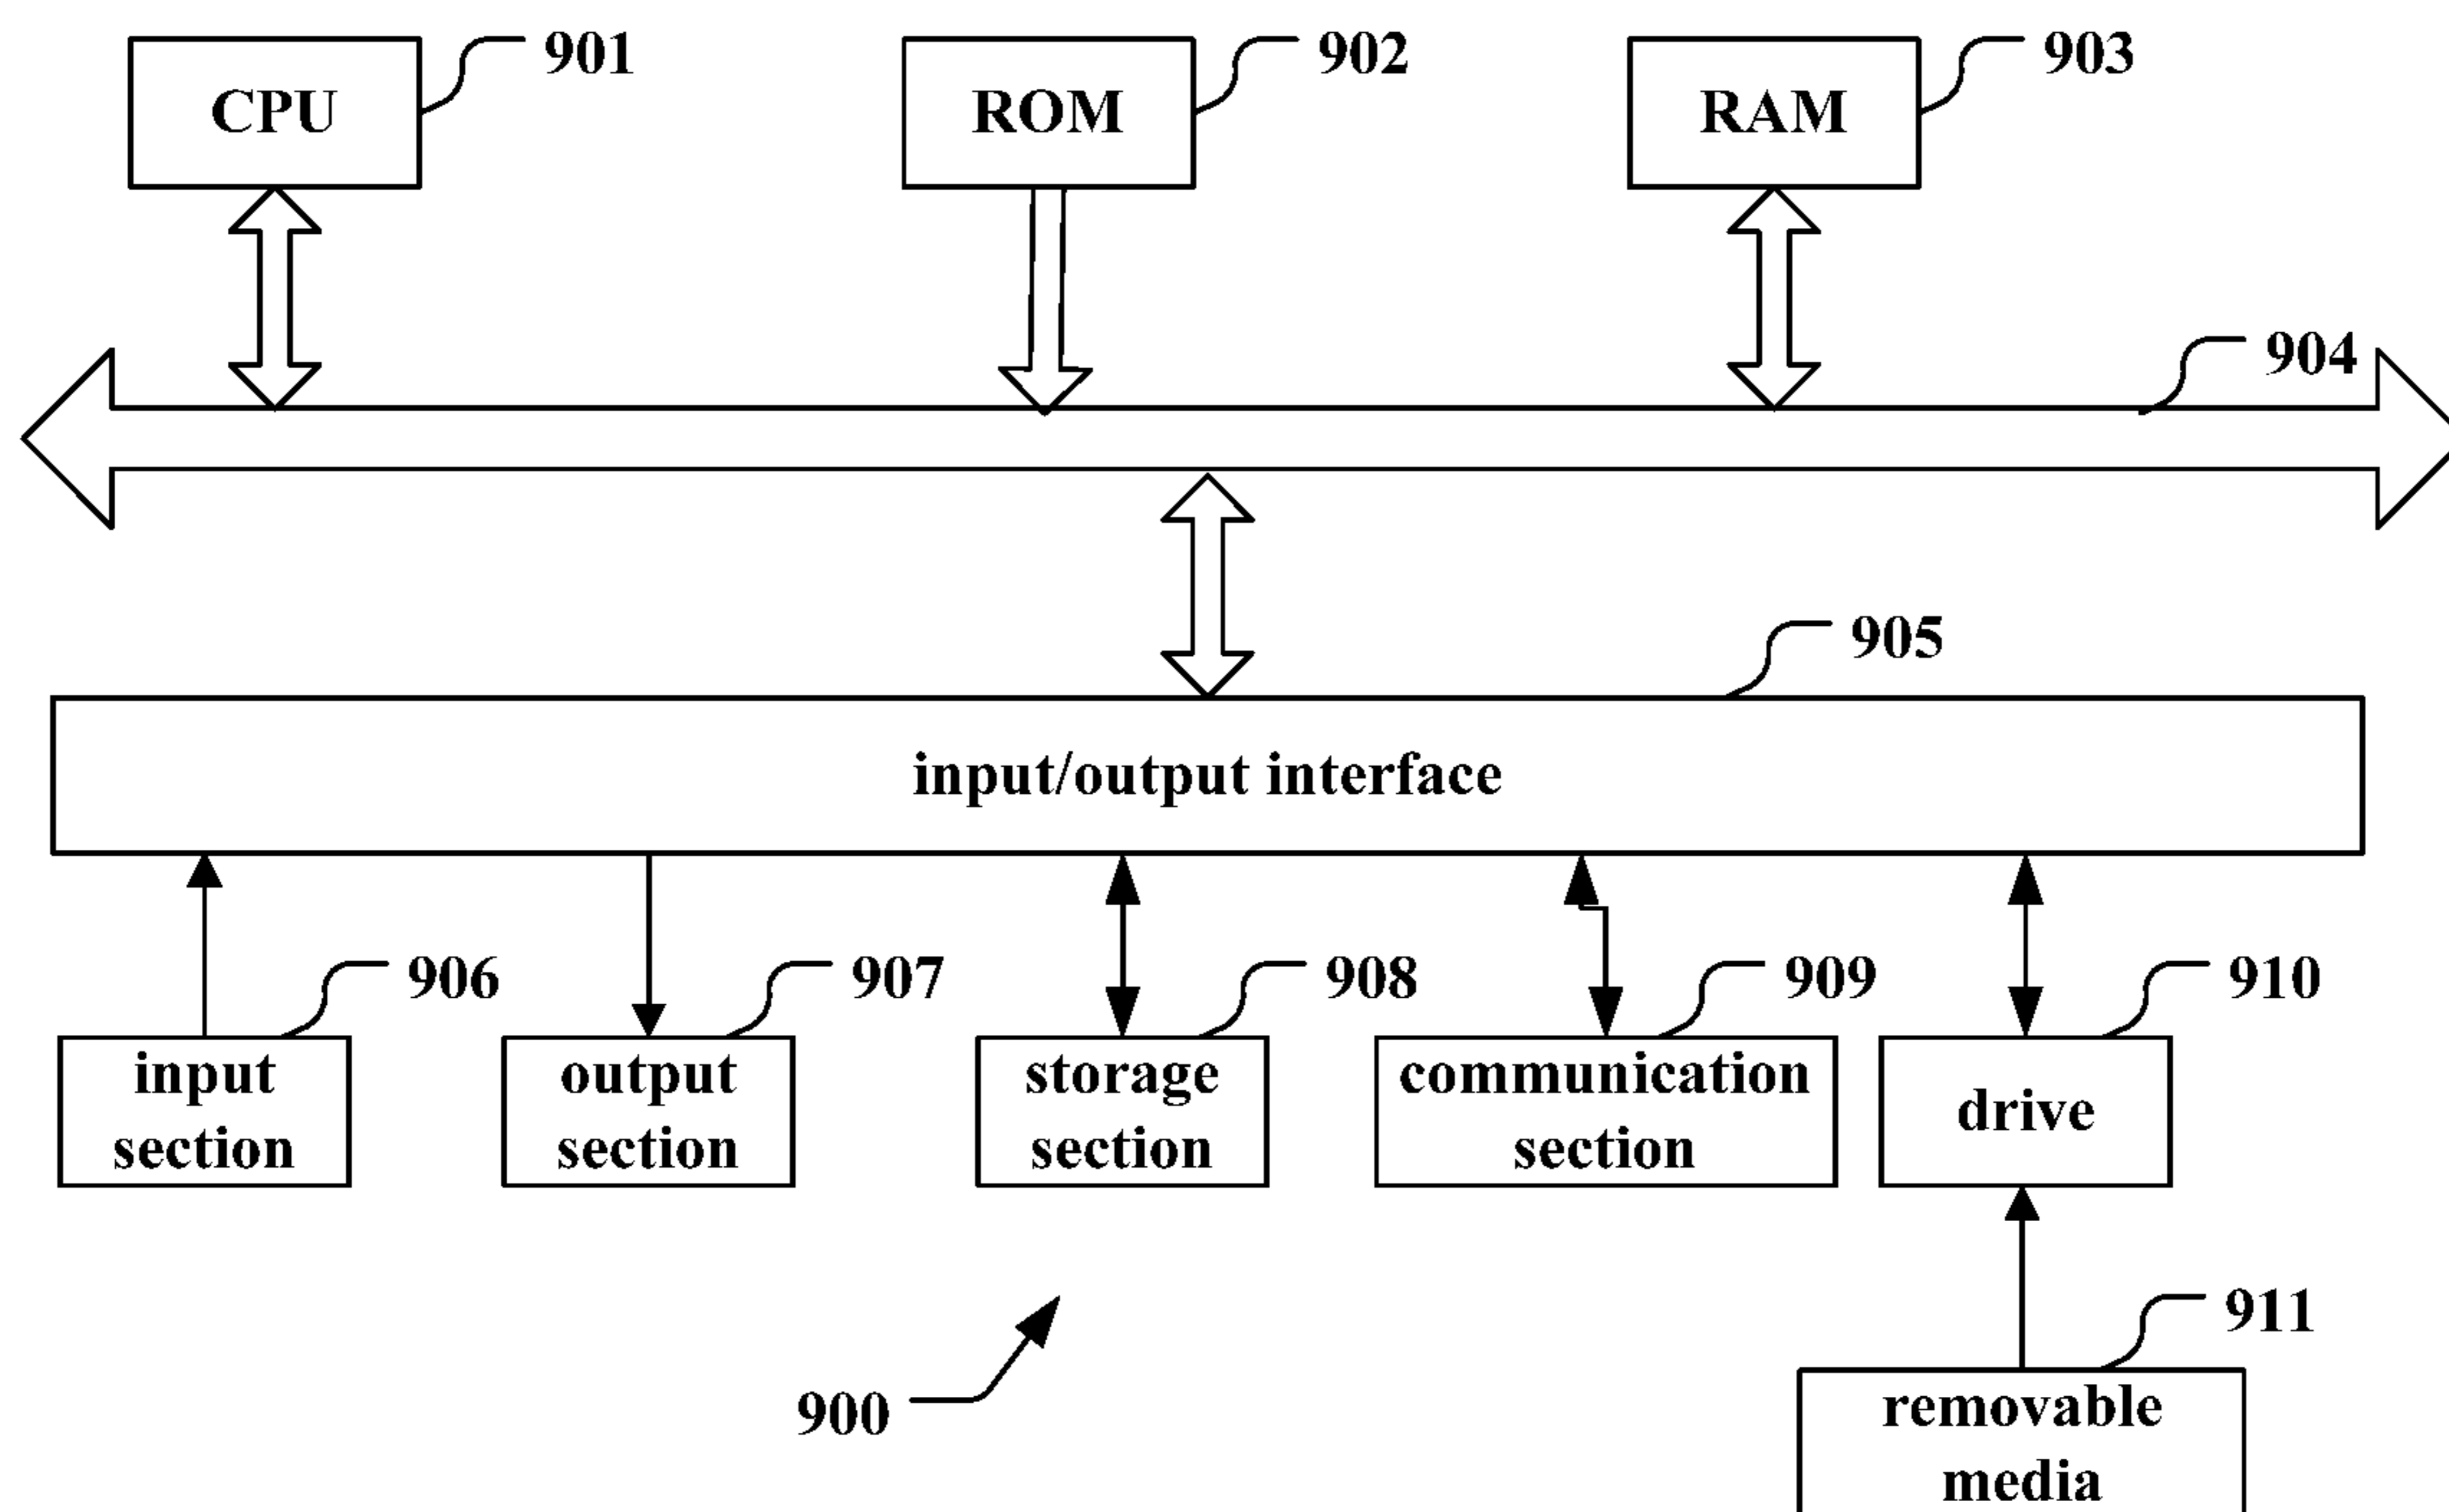 CPU
901
ROM
902
RAM
903
904
905
input/output interface
906
907
908
909
910
input
section
output
section
storage
section
communication
section
drive
911
900
removable
media